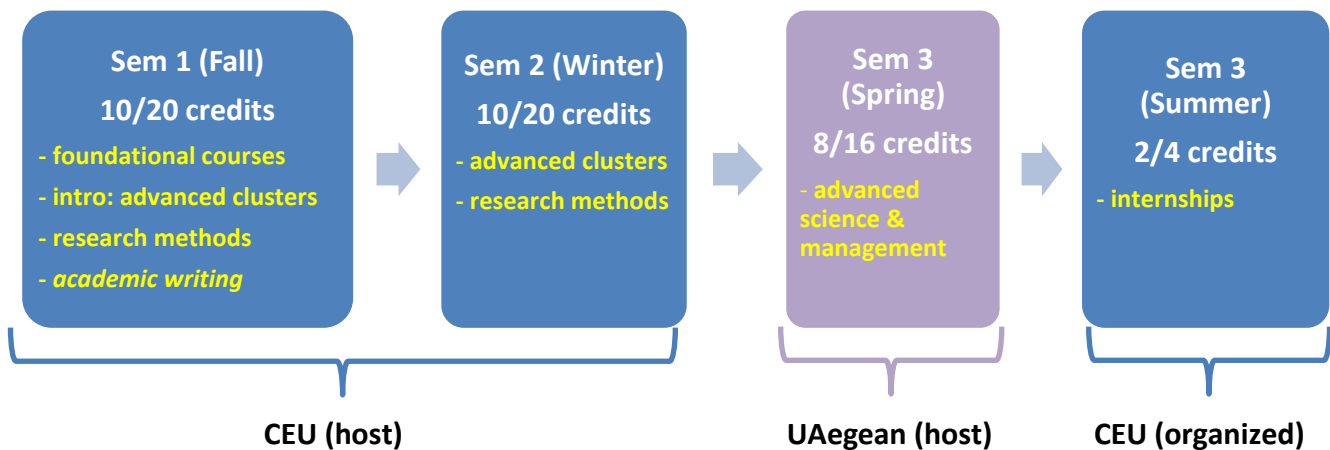 Sem 1 (Fall)
10/20 credits
- foundational courses
- intro: advanced clusters
- research methods
- academic writing
Sem 2 (Winter)
10/20 credits
- advanced clusters
- research methods
Sem 3
(Spring)
8/16 credits
- advanced
science &
management
Sem 3
(Summer)
2/4 credits
- internships
CEU (host)
UAegean (host)
CEU (organized)